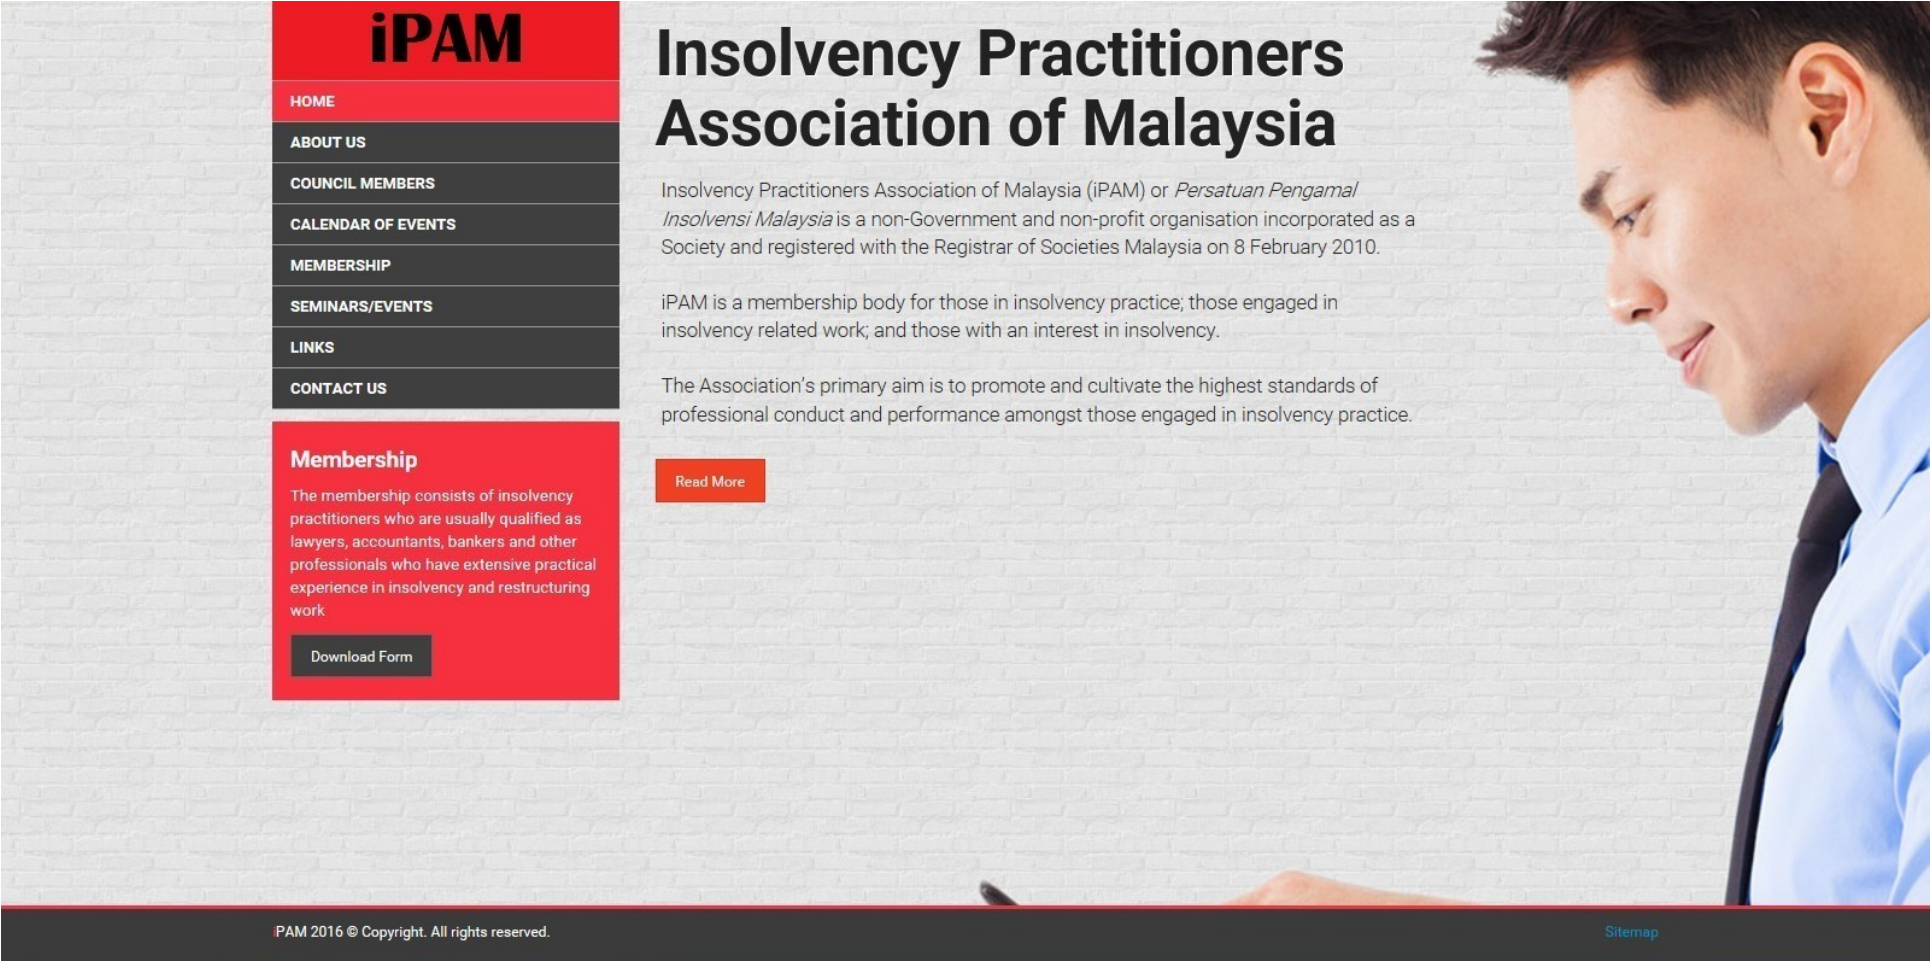 iPAM
HOME
ABOUT US
COUNCIL MEMBERS
CALENDAR OF EVENTS
MEMBERSHIP
SEMINARS/EVENTS
LINKS
CONTACT US
Membership
The membership consists of insolvency
practitioners who are usually qualified as
lawyers, accountants, bankers and other
professionals who have extensive practical
experience in insolvency and restructuring
work
Download Form
Insolvency Practitioners
Association of Malaysia
Insolvency Practitioners Association of Malaysia (iPAM) or Persatuan Pengamal
Insolvensi Malaysia is a non-Government and non-profit organisation incorporated as a
Society and registered with the Registrar of Societies Malaysia on 8 February 2010.
iPAM is a membership body for those in insolvency practice; those engaged in
insolvency related work; and those with an interest in insolvency.
The Association's primary aim is to promote and cultivate the highest standards of
professional conduct and performance amongst those engaged in insolvency practice.
Read More
iPAM 2016 © Copyright. All rights reserved.
Sitemap